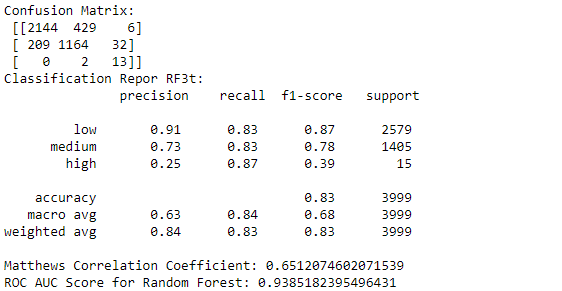 Confusion Matrix:
[[2144 429 6]
[ 209 1164 32]
[ 0 2 13]]
Classification Repor RF3t:
precision recall f1-score support
low 0.91 0.83 0.87 2579
medium 0.73 0.83 0.78 1405
high 0.25 0.87 0.39 15
accuracy 0.83 3999
macro avg 0.63 0.84 0.68 3999
weighted avg 0.84 0.83 0.83 3999
Matthews Correlation Coefficient: 0.6512074602071539
ROC AUC Score for Random Forest: 0.9385182395496431